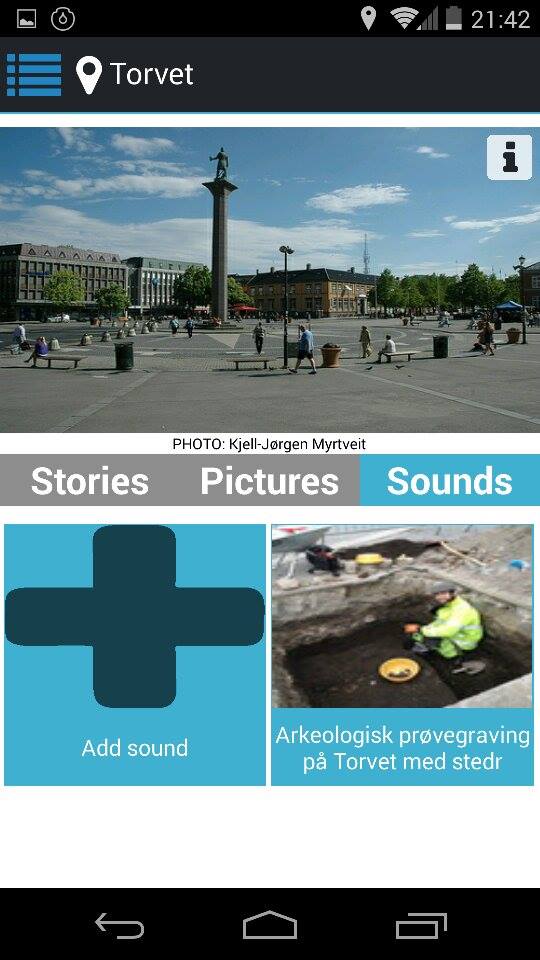 21:42
Torvet
i
PHOTO: Kjell-Jørgen Myrtveit
Stories Pictures Sounds
Add sound
Arkeologisk prøvegraving
på Torvet med stedr